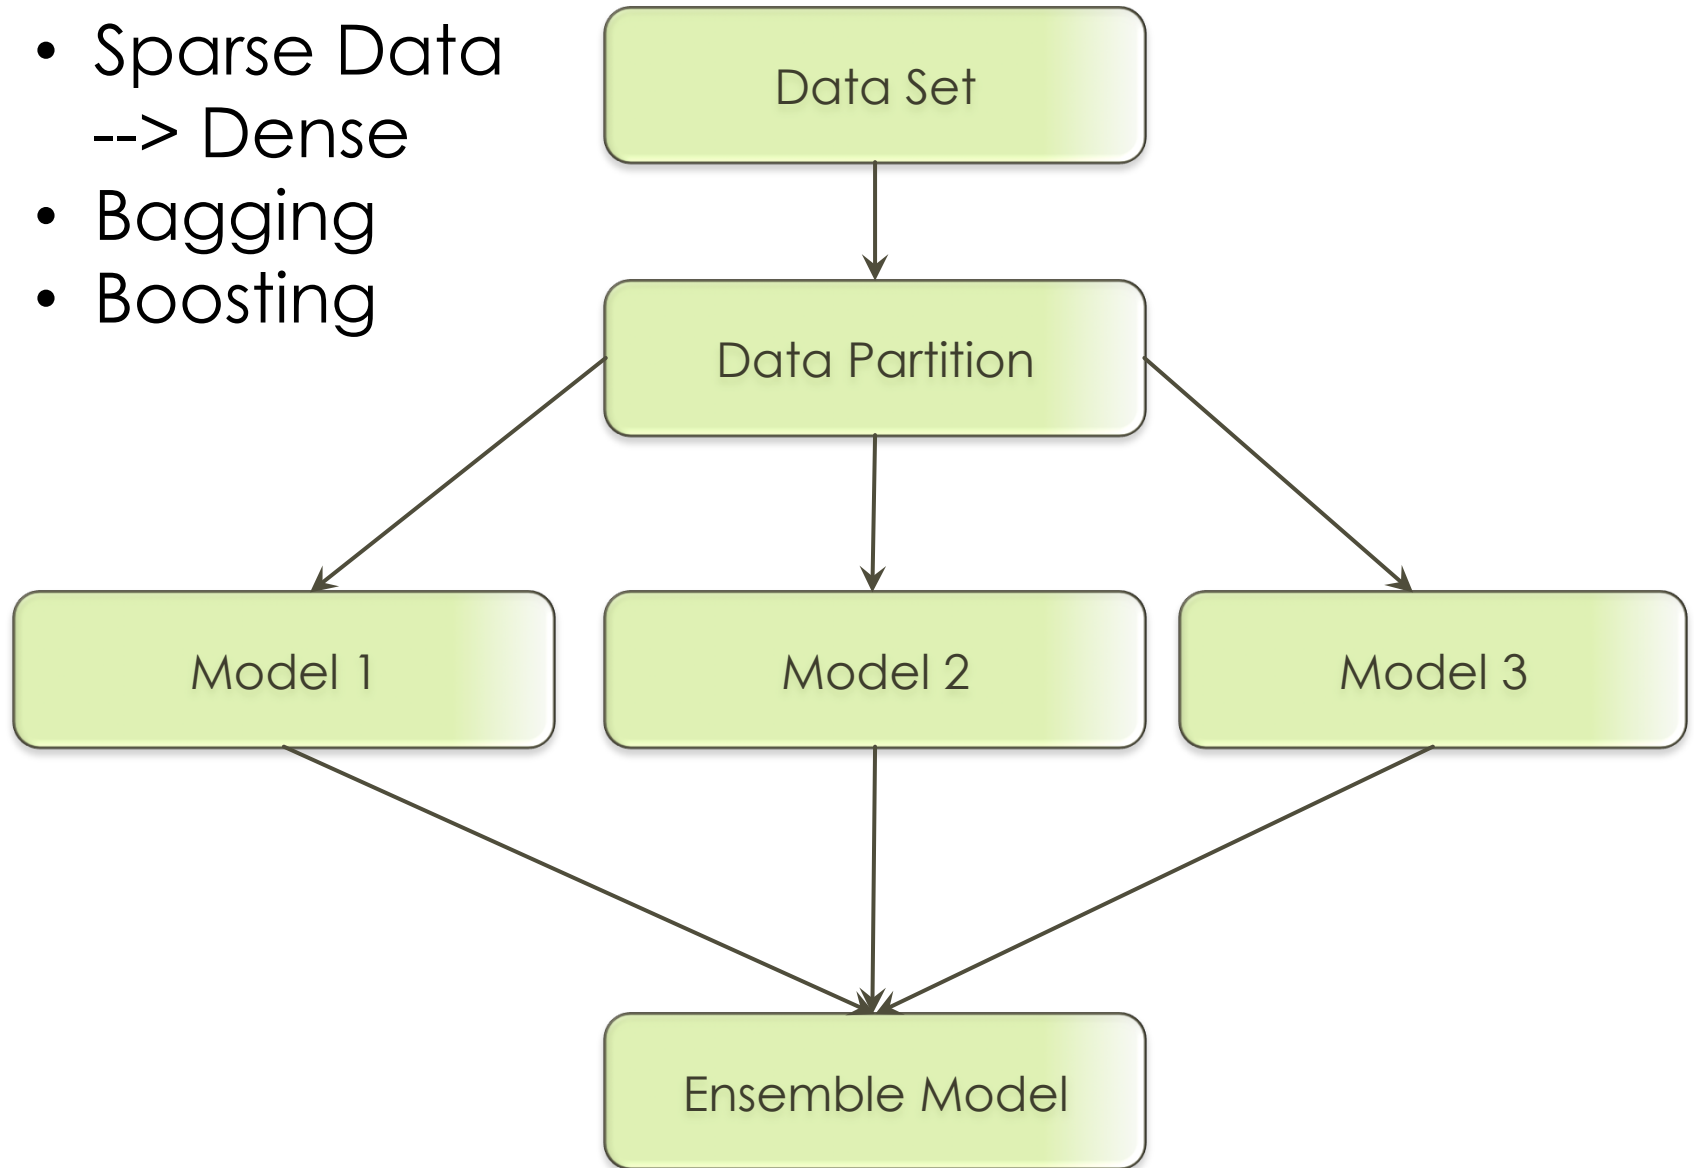 • Sparse Data
--> Dense
• Bagging
• Boosting
Data Set
Data Partition
Model 1
Model 2
Model 3
Ensemble Model